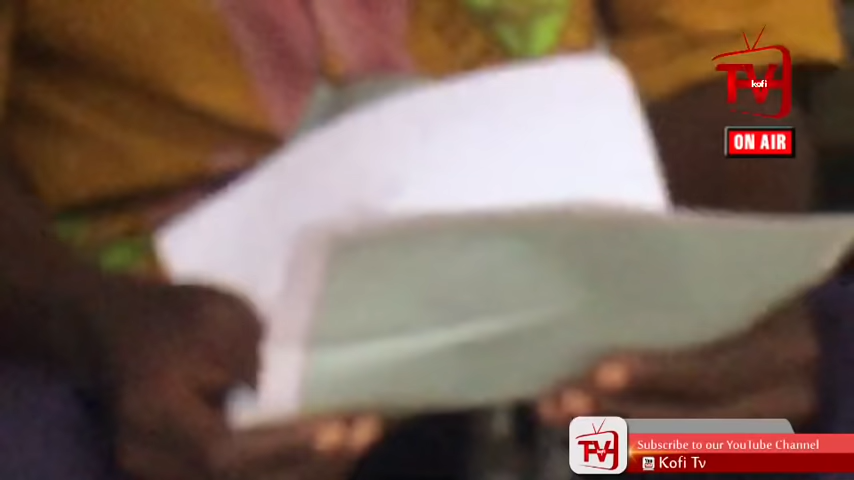 TV
kofi
ON AIR
TV
Subscribe to our YouTube Channel
Kofi Tv